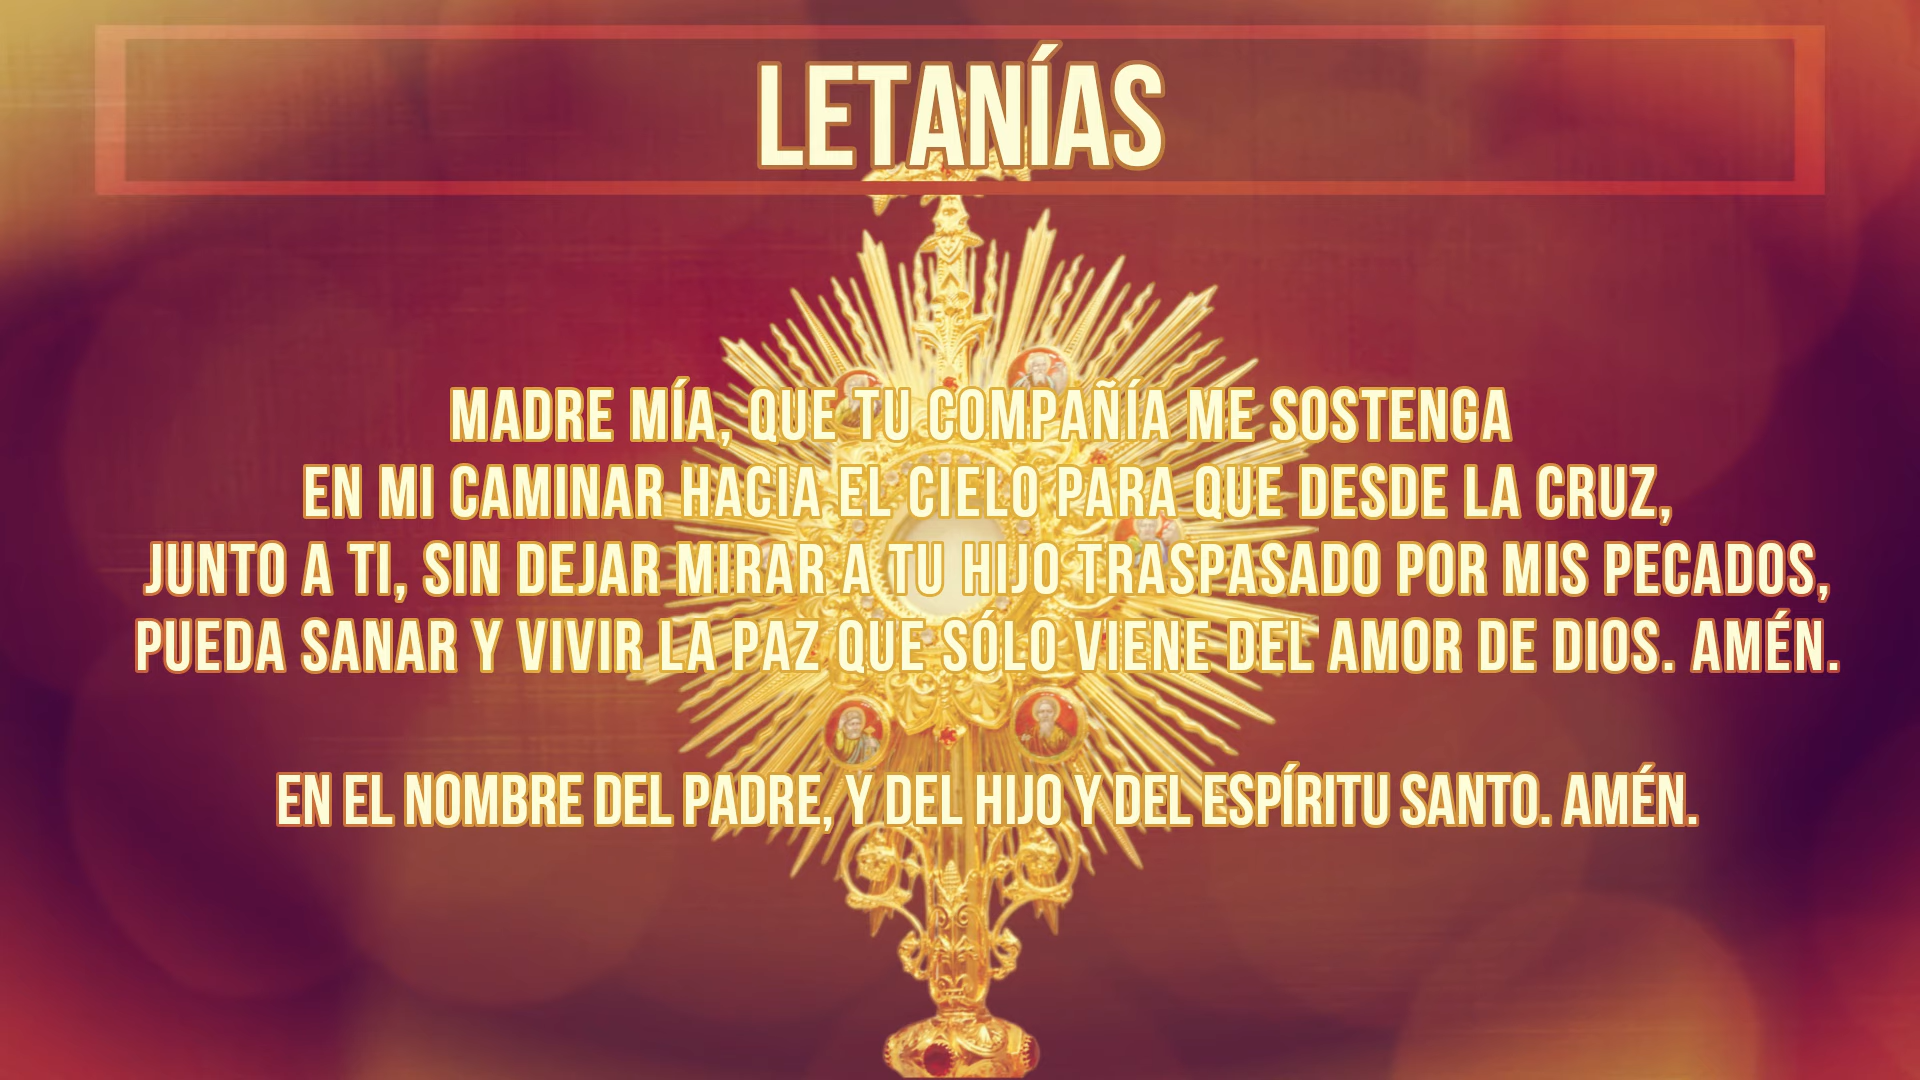 LETANÍAS
MADRE MÍA, QUE TU COMPAÑÍA ME SOSTENGA
EN MI CAMINAR HACIA EL CIELO PARA QUE DESDE LA CRUZ,
JUNTO A TI, SIN DEJAR MIRAR A TU HIJO TRASPASADO POR MIS PECADOS,
PUEDA SANAR Y VIVIR LA PAZ QUE SÓLO VIENE DEL AMOR DE DIOS. AMÉN.
EN EL NOMBRE DEL PADRE, Y DEL HIJO Y DEL ESPÍRITU SANTO. AMÉN.